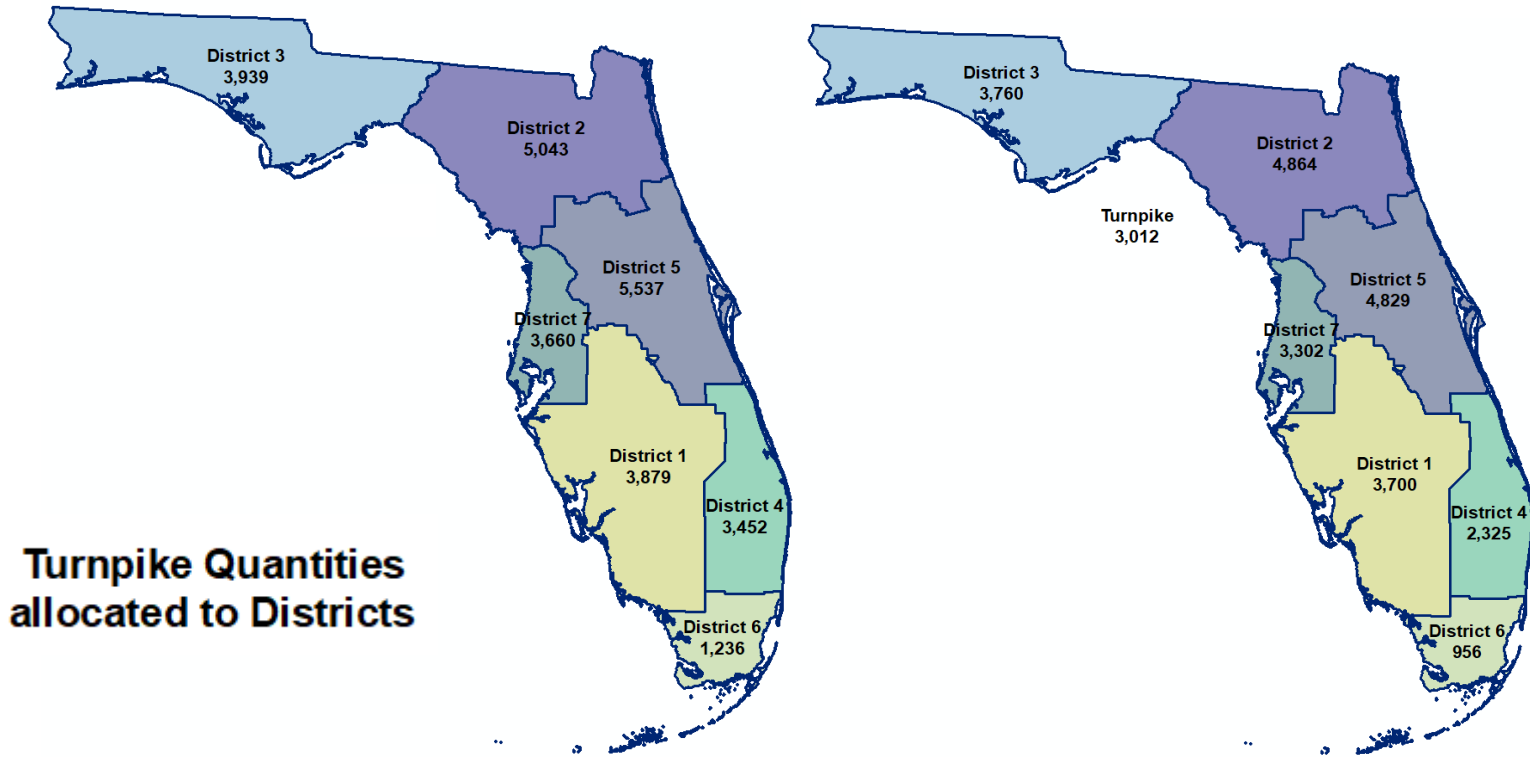 District 3
3,939
District 2
5,043
District 5
5,537
District 7
3,660
District 1
3,879
District 4
3,452
District 6
1,236
Turnpike Quantities
allocated to Districts
District 3
3,760
District 2
4,864
Turnpike
3,012
District 5
4,829
District 7
3,302
District 1
3,700
District 4
2,325
District 6
956